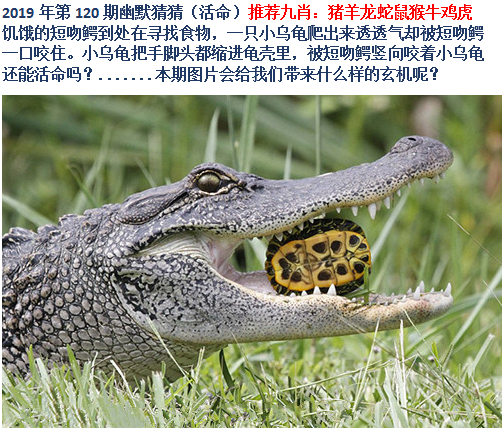 2019 年第 120 期幽默猜猜（活命）推荐九肖：猪羊龙蛇鼠猴牛鸡虎
饥饿的短吻鳄到处在寻找食物，一只小乌龟爬出来透透气却被短吻鳄
一口咬住。小乌龟把手脚头都缩进龟壳里，被短吻鳄竖向咬着小乌龟
还能活命吗？.......本期图片会给我们带来什么样的玄机呢？